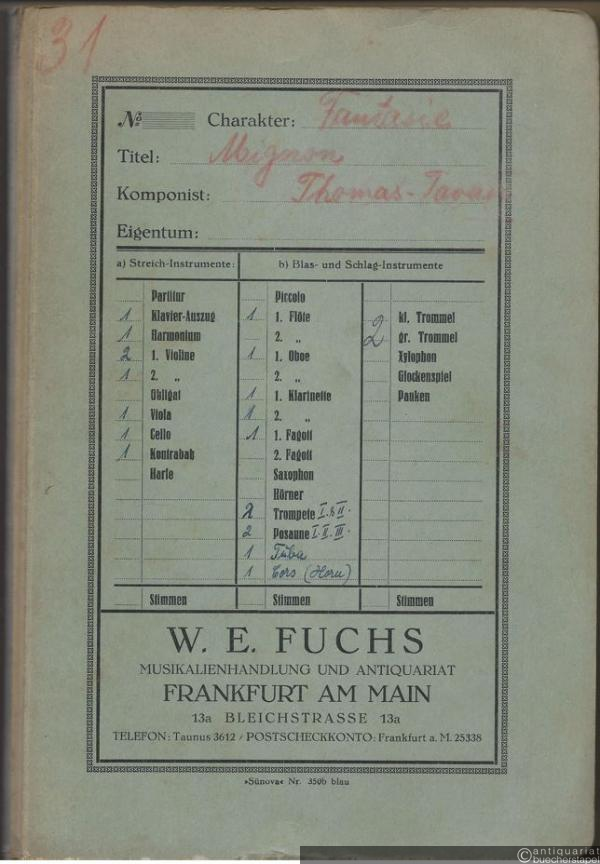 31
№ Charakter: Fantasie
Titel: Mignon
Komponist: Thomas-Tavan
Eigentum:
a) Streich-Instrumente:
Partitur
1 Klavier-Auszug
1 Harmonium
2 1. Violine
1 2. „
Obligat
1 Viola
1 Cello
1 Kontrabaß
Harfe
Stimmen
b) Blas- und Schlag-Instrumente
Piccolo
1 1. Flöte
2. „
1 1. Oboe
2. „
1 1. Klarinette
1 2. „
1 1. Fagott
2. Fagott
Saxophon
Hörner
2 Trompete I. & II.
2 Posaune I. II. III.
1 Tuba
1 Cors (Horn)
Stimmen
2 kl. Trommel
gr. Trommel
Xylophon
Glockenspiel
Pauken
Stimmen
W. E. FUCHS
MUSIKALIENHANDLUNG UND ANTIQUARIAT
FRANKFURT AM MAIN
13a BLEICHSTRASSE 13a
TELEFON: Taunus 3612 / POSTSCHECKKONTO: Frankfurt a. M. 25338
»Sünova« Nr. 350b blau
©antiquariat
buecherstapel